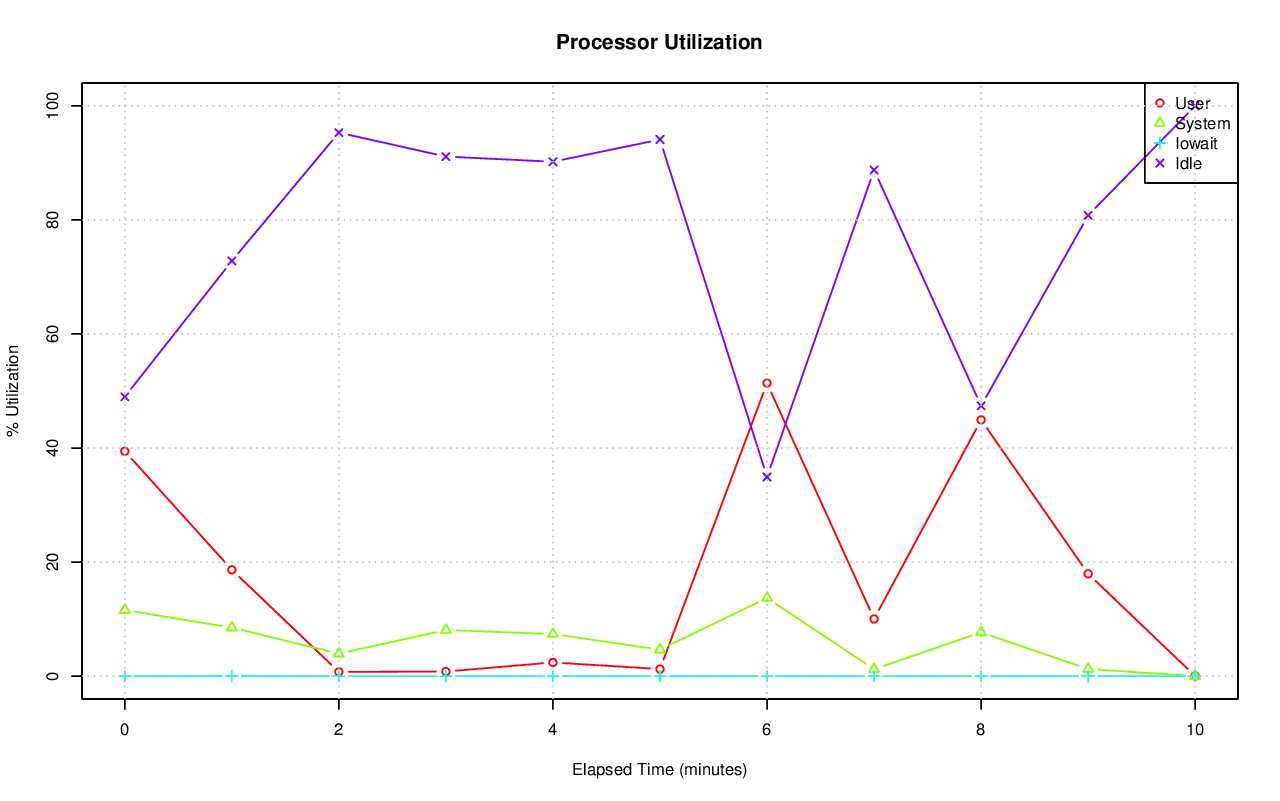 Processor Utilization
% Utilization
100
80
60
40
20
0
User
System
Iowait
Idle
0 2 4 6 8 10
Elapsed Time (minutes)